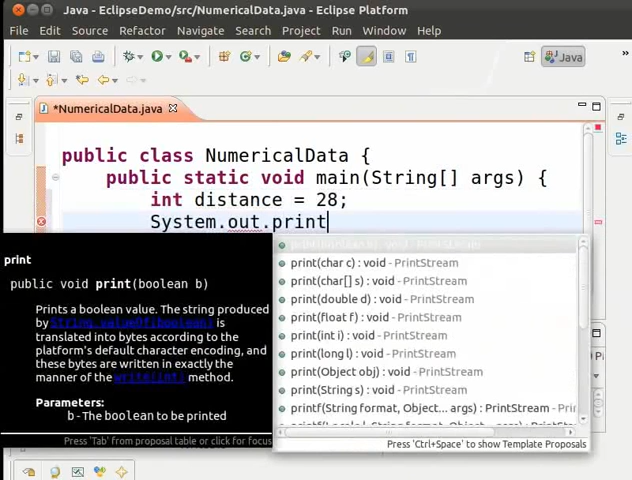 Java - EclipseDemo/src/NumericalData.java - Eclipse Platform
File Edit Source Refactor Navigate Search Project Run Window Help
Java
*NumericalData.java
public class NumericalData {
public static void main(String[] args) {
int distance = 28;
System.out.print
print
public void print(boolean b)
Prints a boolean value. The string produced
by String.valueOf(boolean) is
translated into bytes according to the
platform's default character encoding, and
these bytes are written in exactly the
manner of the write(int) method.
Parameters:
b - The boolean to be printed
Press 'Tab' from proposal table or click for focus
print(boolean b) : void - PrintStream
print(char c) : void - PrintStream
print(char[] s) : void - PrintStream
print(double d) : void - PrintStream
print(float f) : void - PrintStream
print(int i) : void - PrintStream
print(long l) : void - PrintStream
print(Object obj) : void - PrintStream
print(String s) : void - PrintStream
printf(String format, Object... args) : PrintStream - Print
Press 'Ctrl+Space' to show Template Proposals